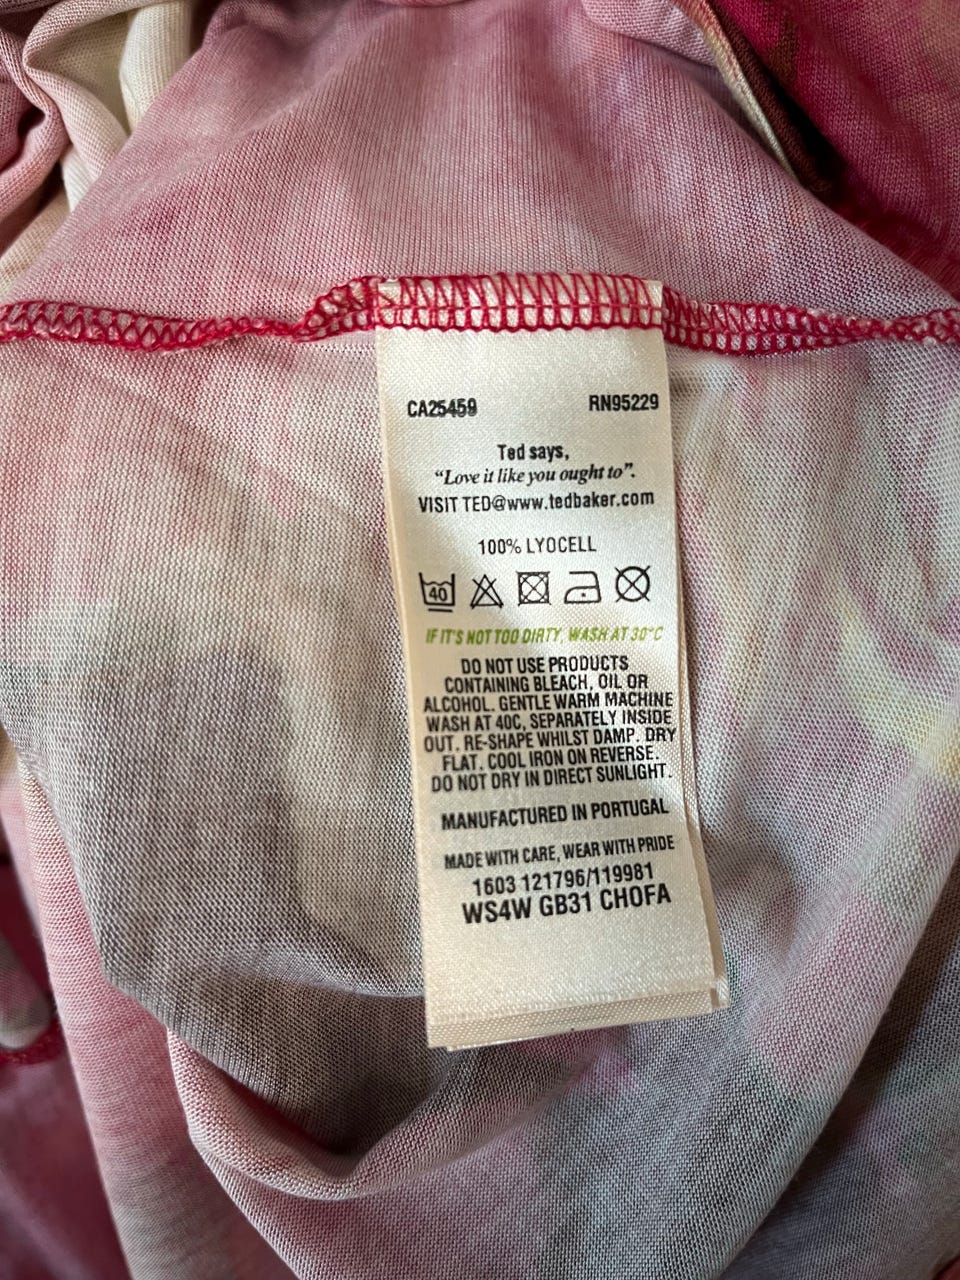 CA25459 RN95229
Ted says,
“Love it like you ought to”.
VISIT TED@www.tedbaker.com
100% LYOCELL
40
IF IT'S NOT TOO DIRTY, WASH AT 30°C
DO NOT USE PRODUCTS
CONTAINING BLEACH, OIL OR
ALCOHOL. GENTLE WARM MACHINE
WASH AT 40C, SEPARATELY INSIDE
OUT. RE-SHAPE WHILST DAMP. DRY
FLAT. COOL IRON ON REVERSE.
DO NOT DRY IN DIRECT SUNLIGHT.
MANUFACTURED IN PORTUGAL
MADE WITH CARE, WEAR WITH PRIDE
1603 121796/119981
WS4W GB31 CHOFA